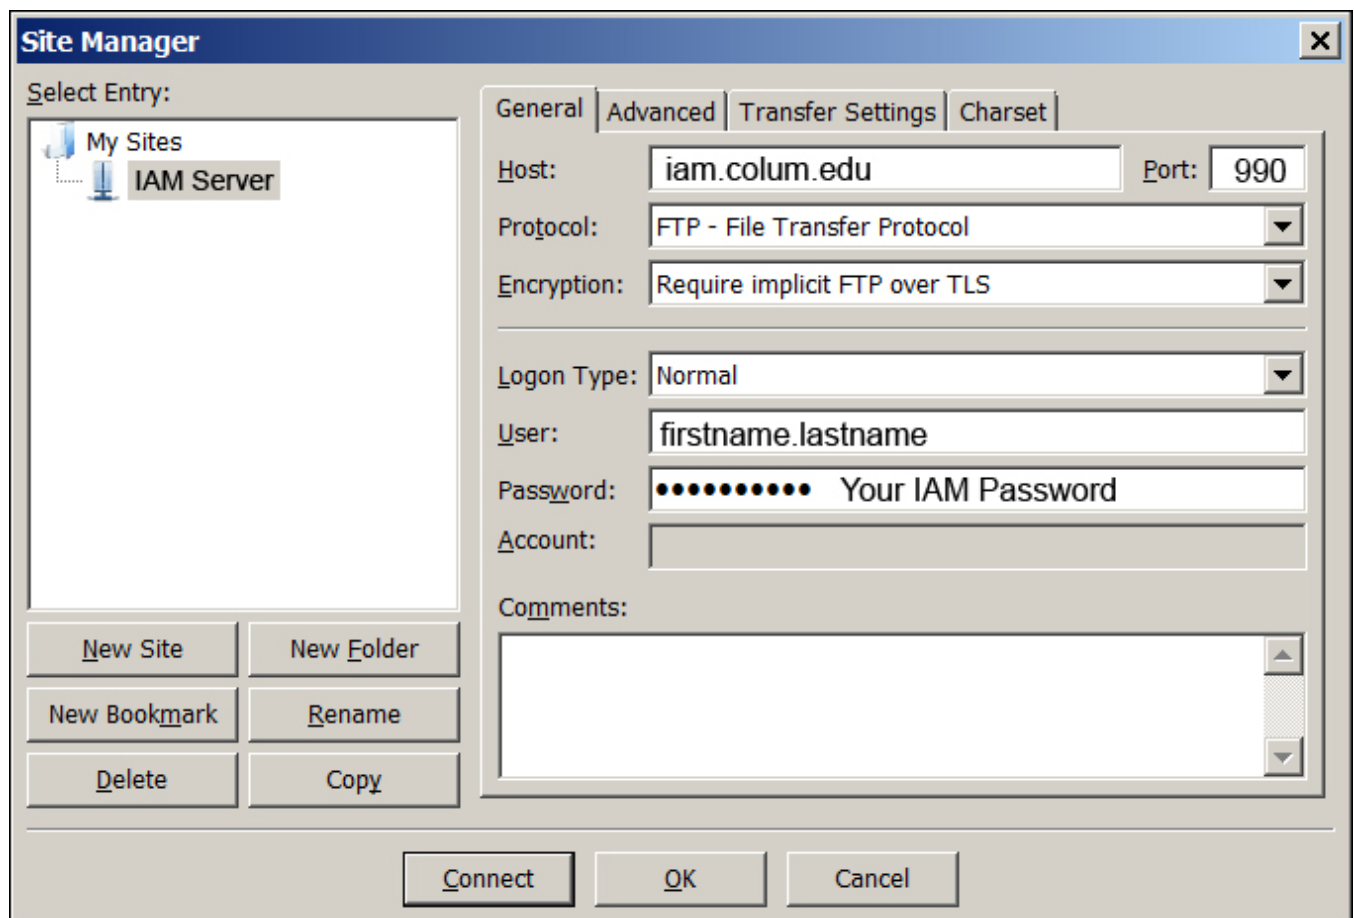 Site Manager
Select Entry:
My Sites
IAM Server
New Site
New Folder
New Bookmark
Rename
Delete
Copy
General
Advanced
Transfer Settings
Charset
Host:
iam.colum.edu
Port:
990
Protocol:
FTP - File Transfer Protocol
Encryption:
Require implicit FTP over TLS
Logon Type:
Normal
User:
firstname.lastname
Password:
●●●●●●●●●● Your IAM Password
Account:
Comments:
Connect
OK
Cancel